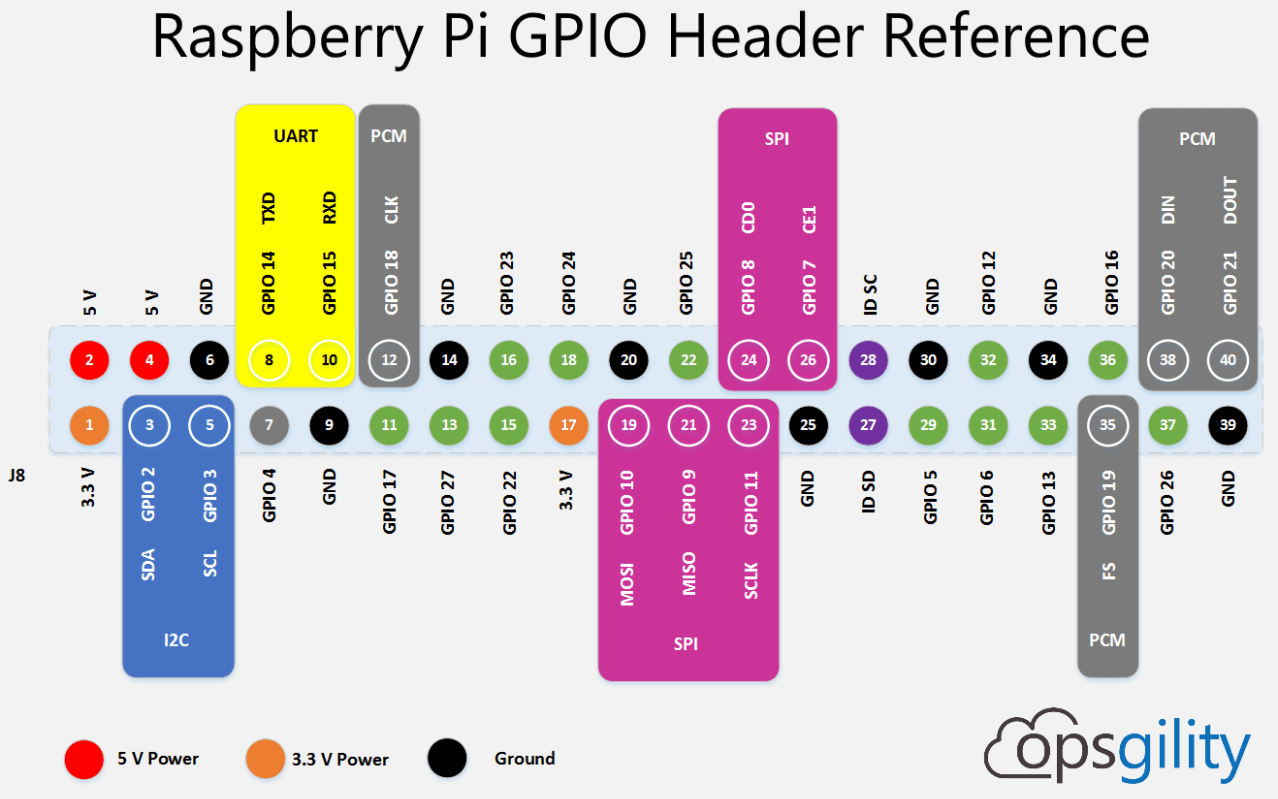 Raspberry Pi GPIO Header Reference
UART
PCM
SPI
PCM
TXD
RXD
CLK
CD0
CE1
DIN
DOUT
5 V
5 V
GND
GPIO 14
GPIO 15
GPIO 18
GND
GPIO 23
GPIO 24
GND
GPIO 25
GPIO 8
GPIO 7
ID SC
GND
GPIO 12
GND
GPIO 16
GPIO 20
GPIO 21
2 4 6 8 10 12 14 16 18 20 22 24 26 28 30 32 34 36 38 40
1 3 5 7 9 11 13 15 17 19 21 23 25 27 29 31 33 35 37 39
J8
3.3 V
GPIO 2
GPIO 3
GPIO 4
GND
GPIO 17
GPIO 27
GPIO 22
3.3 V
GPIO 10
GPIO 9
GPIO 11
GND
ID SD
GPIO 5
GPIO 6
GPIO 13
GPIO 19
GPIO 26
GND
SDA
SCL
MOSI
MISO
SCLK
FS
I2C
SPI
PCM
5 V Power
3.3 V Power
Ground
opsgility